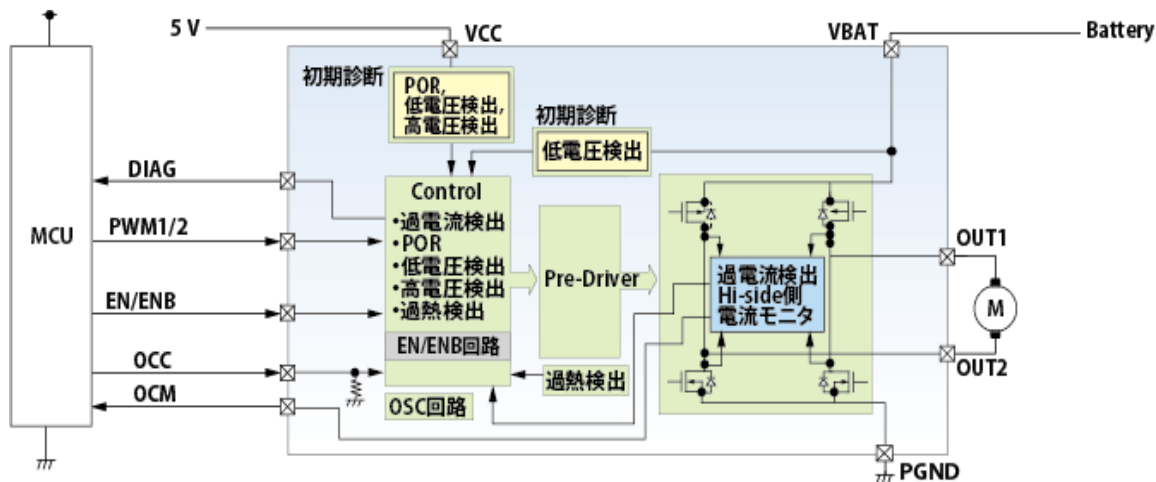 5 V
VCC
VBAT
Battery
初期診断
POR,
低電圧検出,
高電圧検出
初期診断
低電圧検出
DIAG
MCU
PWM1/2
EN/ENB
OCC
OCM
Control
•過電流検出
•POR
•低電圧検出
•高電圧検出
•過熱検出
EN/ENB回路
OSC回路
Pre-Driver
過熱検出
過電流検出
Hi-side側
電流モニタ
OUT1
M
OUT2
PGND